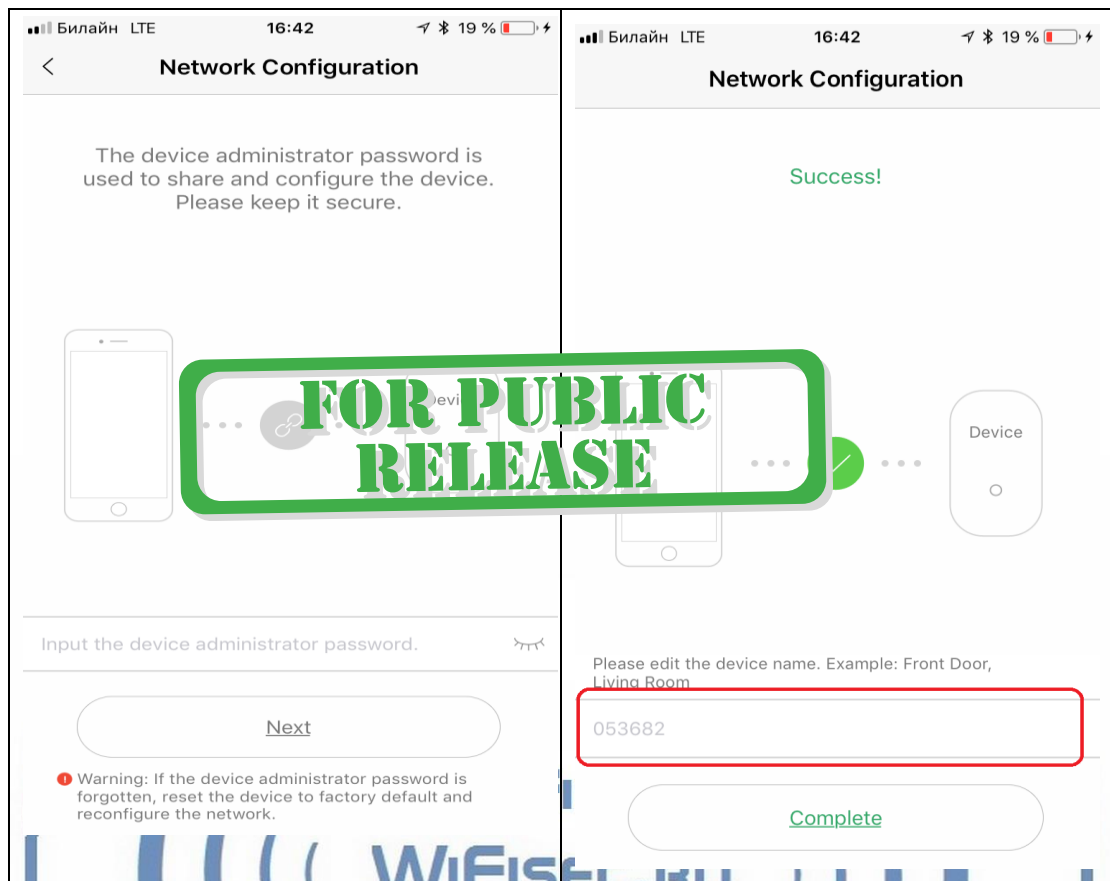 Билайн LTE 16:42 19 %
Network Configuration
The device administrator password is
used to share and configure the device.
Please keep it secure.
Input the device administrator password.
Next
Warning: If the device administrator password is
forgotten, reset the device to factory default and
reconfigure the network.
Билайн LTE 16:42 19 %
Network Configuration
Success!
Device
Please edit the device name. Example: Front Door,
Living Room
053682
Complete
FOR PUBLIC
RELEASE